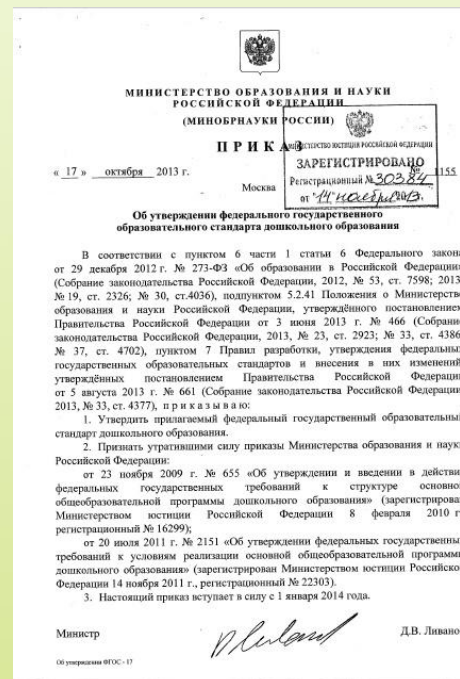 МИНИСТЕРСТВО ОБРАЗОВАНИЯ И НАУКИ
РОССИЙСКОЙ ФЕДЕРАЦИИ
(МИНОБРНАУКИ РОССИИ)
МИНИСТЕРСТВО ЮСТИЦИИ РОССИЙСКОЙ ФЕДЕРАЦИИ
ПРИКАЗ
ЗАРЕГИСТРИРОВАНО
« 17 » октября 2013 г.
№ 1155
Регистрационный № 30384
Москва
от "14" ноября 2013.
Об утверждении федерального государственного
образовательного стандарта дошкольного образования
В соответствии с пунктом 6 части 1 статьи 6 Федерального закона
от 29 декабря 2012 г. № 273-ФЗ «Об образовании в Российской Федерации»
(Собрание законодательства Российской Федерации, 2012, № 53, ст. 7598; 2013,
№ 19, ст. 2326; № 30, ст.4036), подпунктом 5.2.41 Положения о Министерстве
образования и науки Российской Федерации, утверждённого постановлением
Правительства Российской Федерации от 3 июня 2013 г. № 466 (Собрание
законодательства Российской Федерации, 2013, № 23, ст. 2923; № 33, ст. 4386;
№ 37, ст. 4702), пунктом 7 Правил разработки, утверждения федеральных
государственных образовательных стандартов и внесения в них изменений,
утверждённых постановлением Правительства Российской Федерации
от 5 августа 2013 г. № 661 (Собрание законодательства Российской Федерации,
2013, № 33, ст. 4377), п р и к а з ы в а ю:
1. Утвердить прилагаемый федеральный государственный образовательный
стандарт дошкольного образования.
2. Признать утратившими силу приказы Министерства образования и науки
Российской Федерации:
от 23 ноября 2009 г. № 655 «Об утверждении и введении в действие
федеральных государственных требований к структуре основной
общеобразовательной программы дошкольного образования» (зарегистрирован
Министерством юстиции Российской Федерации 8 февраля 2010 г.,
регистрационный № 16299);
от 20 июля 2011 г. № 2151 «Об утверждении федеральных государственных
требований к условиям реализации основной общеобразовательной программы
дошкольного образования» (зарегистрирован Министерством юстиции Российской
Федерации 14 ноября 2011 г., регистрационный № 22303).
3. Настоящий приказ вступает в силу с 1 января 2014 года.
Министр
Д.В. Ливанов
Об утверждении ФГОС - 17